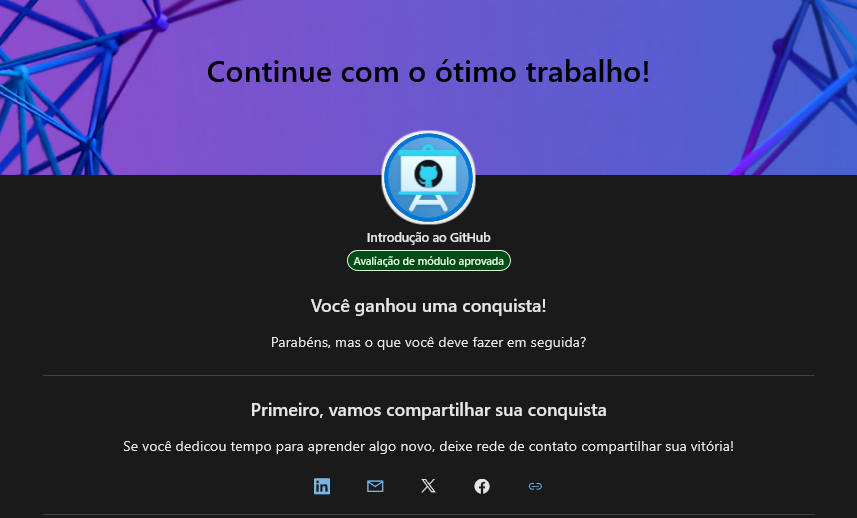 Continue com o ótimo trabalho!
Introdução ao GitHub
Avaliação de módulo aprovada
Você ganhou uma conquista!
Parabéns, mas o que você deve fazer em seguida?
Primeiro, vamos compartilhar sua conquista
Se você dedicou tempo para aprender algo novo, deixe rede de contato compartilhar sua vitória!